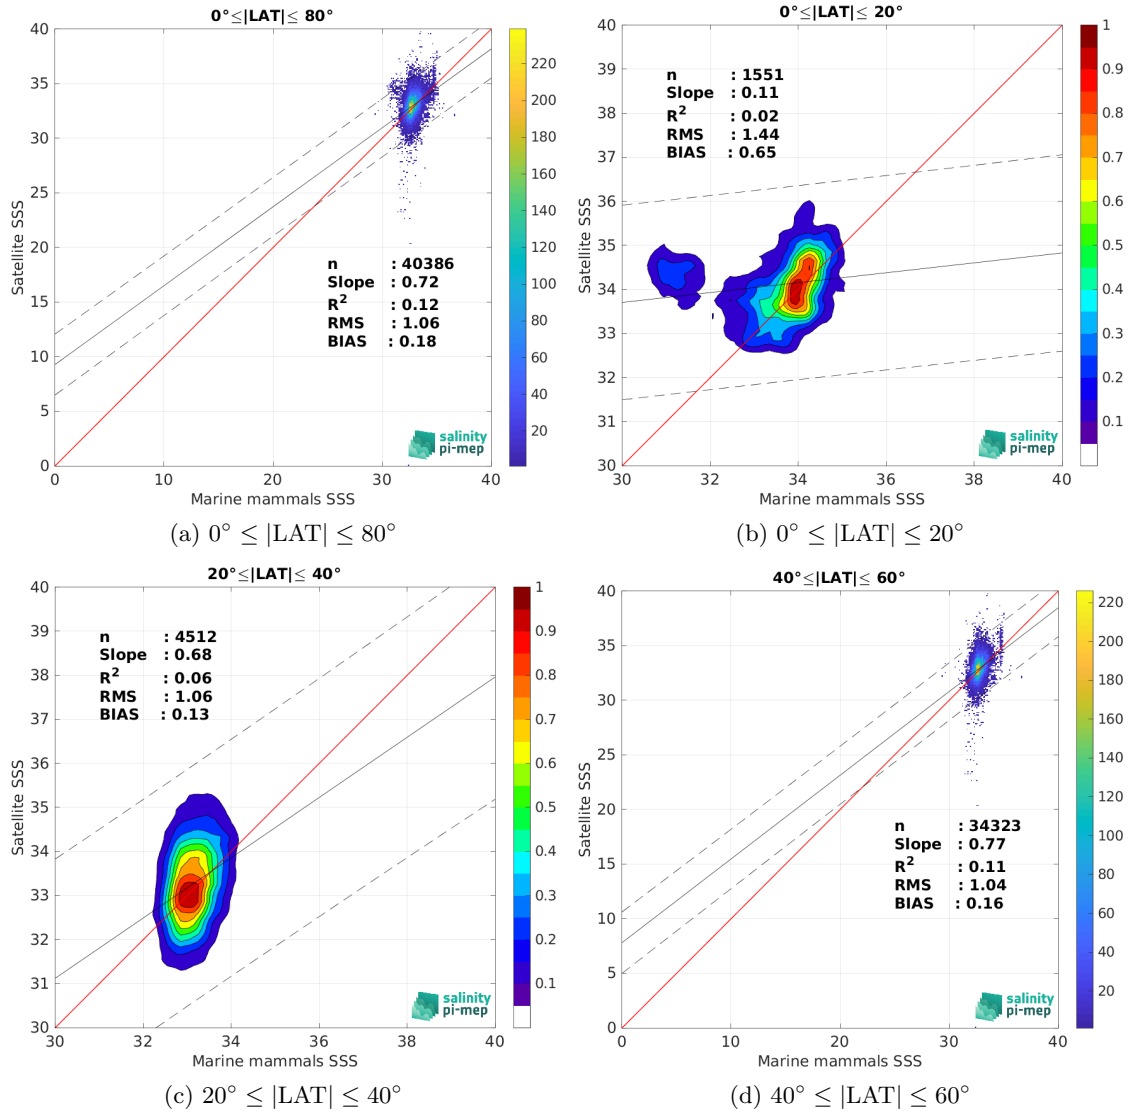 0°≤|LAT|≤ 80°
40
35
30
25
20
15
10
5
0
0 10 20 30 40
Satellite SSS
Marine mammals SSS
n : 40386
Slope : 0.72
R² : 0.12
RMS : 1.06
BIAS : 0.18
220
200
180
160
140
120
100
80
60
40
20
salinity
pi-mep
(a) 0° ≤ |LAT| ≤ 80°
0°≤|LAT|≤ 20°
40
39
38
37
36
35
34
33
32
31
30
30 32 34 36 38 40
Satellite SSS
Marine mammals SSS
n : 1551
Slope : 0.11
R² : 0.02
RMS : 1.44
BIAS : 0.65
1
0.9
0.8
0.7
0.6
0.5
0.4
0.3
0.2
0.1
salinity
pi-mep
(b) 0° ≤ |LAT| ≤ 20°
20°≤|LAT|≤ 40°
40
39
38
37
36
35
34
33
32
31
30
30 32 34 36 38 40
Satellite SSS
Marine mammals SSS
n : 4512
Slope : 0.68
R² : 0.06
RMS : 1.06
BIAS : 0.13
1
0.9
0.8
0.7
0.6
0.5
0.4
0.3
0.2
0.1
salinity
pi-mep
(c) 20° ≤ |LAT| ≤ 40°
40°≤|LAT|≤ 60°
40
35
30
25
20
15
10
5
0
0 10 20 30 40
Satellite SSS
Marine mammals SSS
n : 34323
Slope : 0.77
R² : 0.11
RMS : 1.04
BIAS : 0.16
220
200
180
160
140
120
100
80
60
40
20
salinity
pi-mep
(d) 40° ≤ |LAT| ≤ 60°